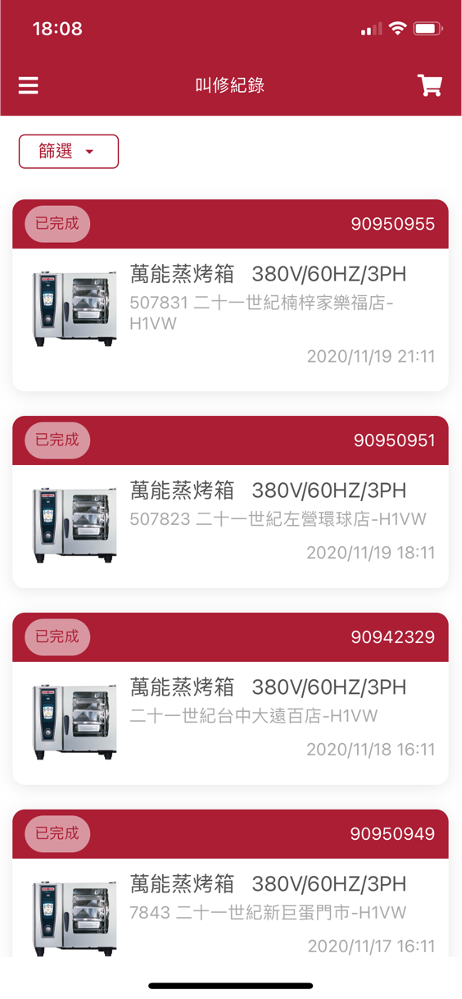 18:08
叫修紀錄
篩選
已完成
90950955
萬能蒸烤箱 380V/60HZ/3PH
507831 二十一世紀楠梓家樂福店-
H1VW
2020/11/19 21:11
已完成
90950951
萬能蒸烤箱 380V/60HZ/3PH
507823 二十一世紀左營環球店-H1VW
2020/11/19 18:11
已完成
90942329
萬能蒸烤箱 380V/60HZ/3PH
二十一世紀台中大遠百店-H1VW
2020/11/18 16:11
已完成
90950949
萬能蒸烤箱 380V/60HZ/3PH
7843 二十一世紀新巨蛋門市-H1VW
2020/11/17 16:11